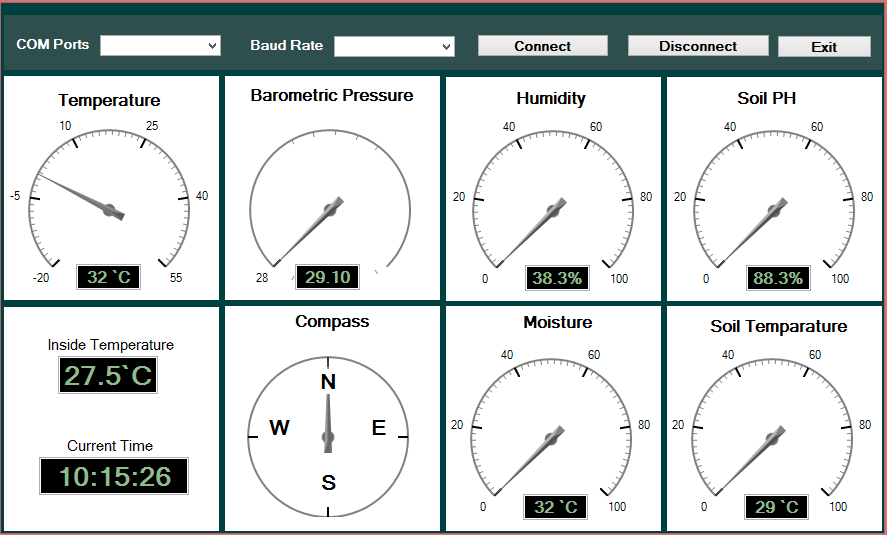 COM Ports Baud Rate Connect Disconnect Exit
Temperature
10 25
-5 40
-20 55
32 `C
Barometric Pressure
28
29.10
Humidity
40 60
20 80
0 100
38.3%
Soil PH
40 60
20 80
0 100
88.3%
Inside Temperature
27.5`C
Current Time
10:15:26
Compass
N
W E
S
Moisture
40 60
20 80
0 100
32 `C
Soil Temparature
40 60
20 80
0 100
29 `C